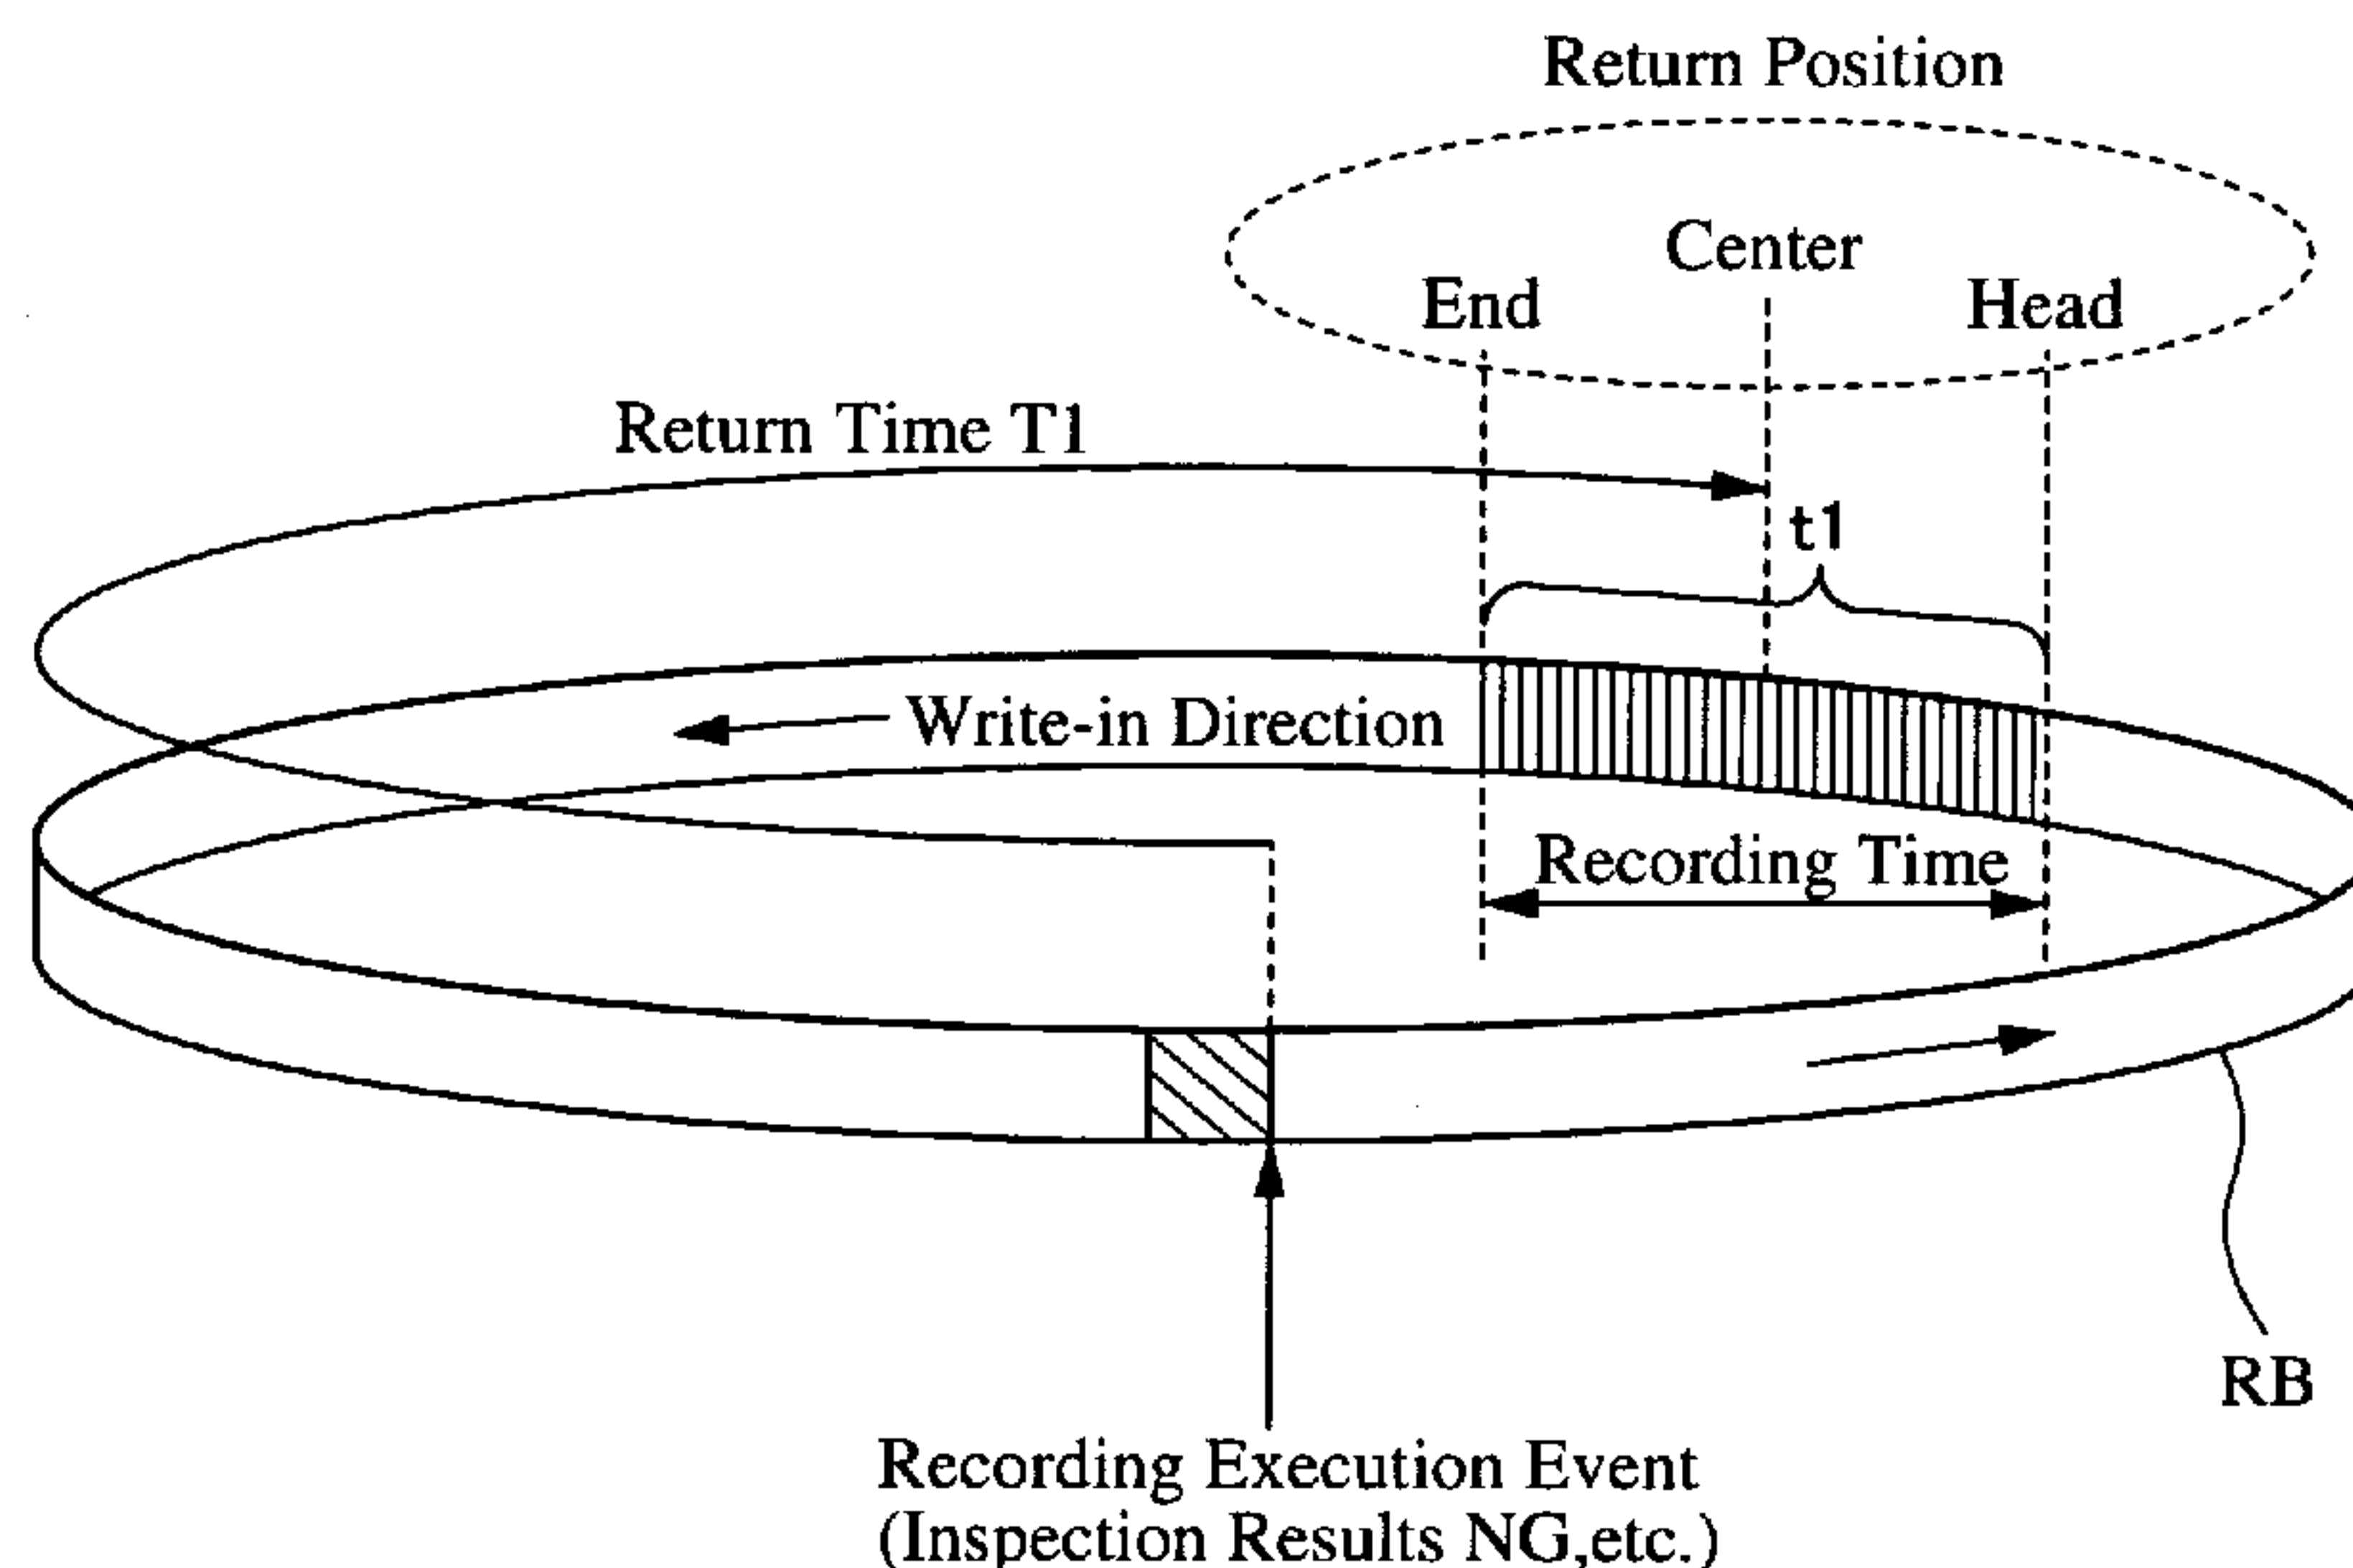 Return Position
Center
End
Head
Return Time T1
t1
Write-in Direction
Recording Time
RB
Recording Execution Event
(Inspection Results NG,etc.)